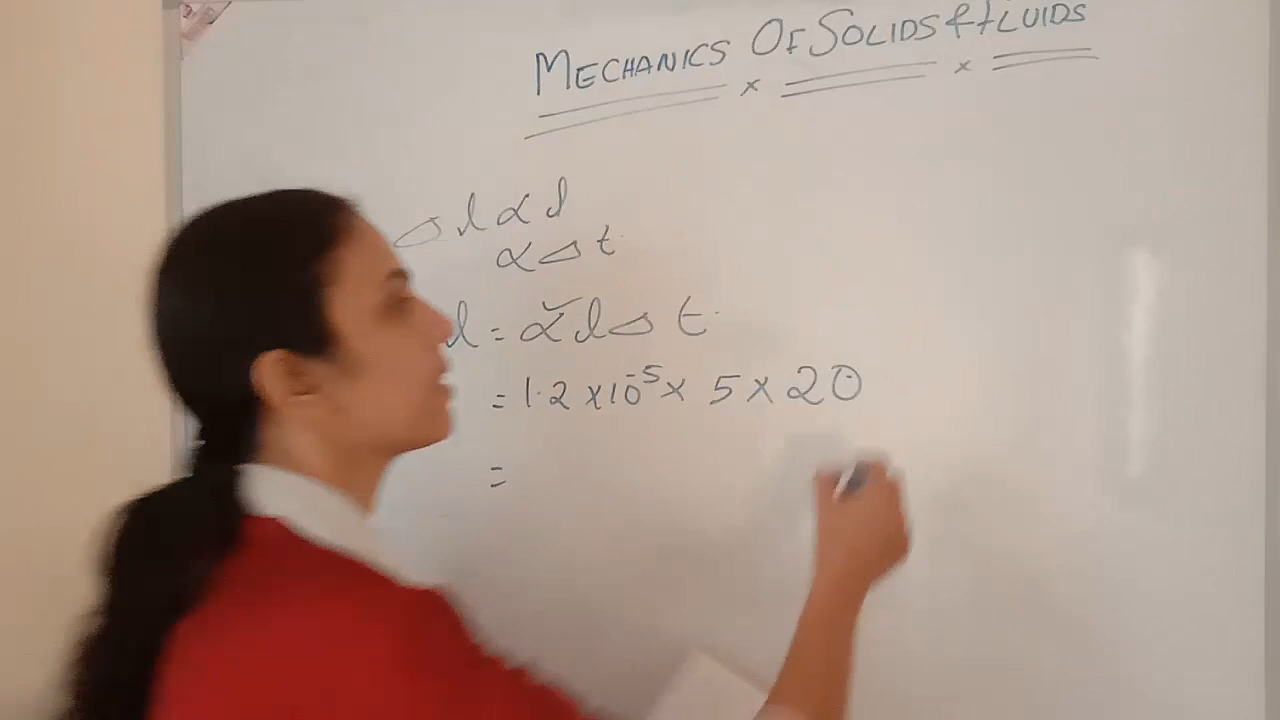 MECHANICS OF SOLIDS & FLUIDS
△ l ∝ l
∝ △ t
l = α l △ t
= 1.2 × 10⁻⁵ × 5 × 20
=